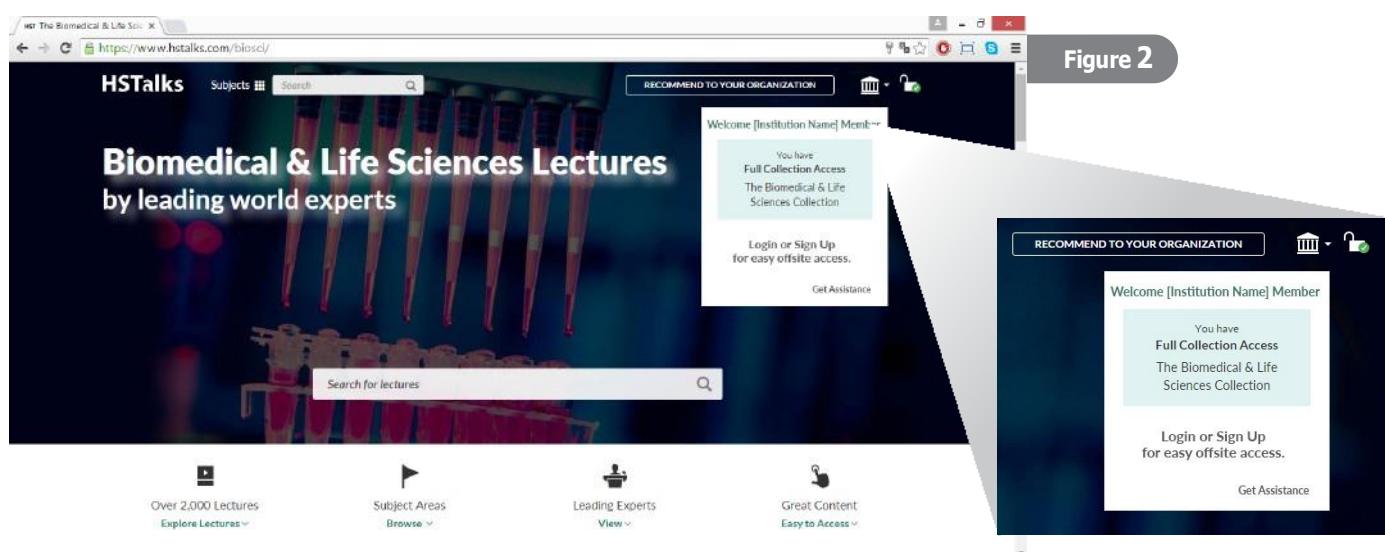 HST The Biomedical & Life Sci
https://www.hstalks.com/biosci/
Figure 2
HSTalks
Subjects
Search
RECOMMEND TO YOUR ORGANIZATION
Welcome [Institution Name] Member
You have
Full Collection Access
The Biomedical & Life
Sciences Collection
Login or Sign Up
for easy offsite access.
Get Assistance
Biomedical & Life Sciences Lectures
by leading world experts
Search for lectures
Over 2,000 Lectures
Explore Lectures
Subject Areas
Browse
Leading Experts
View
Great Content
Easy to Access
RECOMMEND TO YOUR ORGANIZATION
Welcome [Institution Name] Member
You have
Full Collection Access
The Biomedical & Life
Sciences Collection
Login or Sign Up
for easy offsite access.
Get Assistance